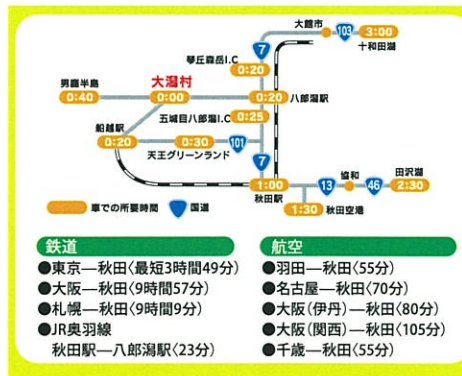 大館市
103
3:00
十和田湖
琴丘森岳I.C
7
0:20
男鹿半島
0:40
大潟村
0:00
0:20
八郎潟駅
五城目八郎潟I.C
0:25
船越駅
0:20
0:30
天王グリーンランド
101
7
1:00
秋田駅
13
協和
46
田沢湖
2:30
1:30
秋田空港
車での所要時間
国道
鉄道
●東京—秋田〈最短3時間49分〉
●大阪—秋田〈9時間57分〉
●札幌—秋田〈9時間9分〉
●JR奥羽線
秋田駅—八郎潟駅〈23分〉
航空
●羽田—秋田〈55分〉
●名古屋—秋田〈70分〉
●大阪(伊丹)—秋田〈80分〉
●大阪(関西)—秋田〈105分〉
●千歳—秋田〈55分〉